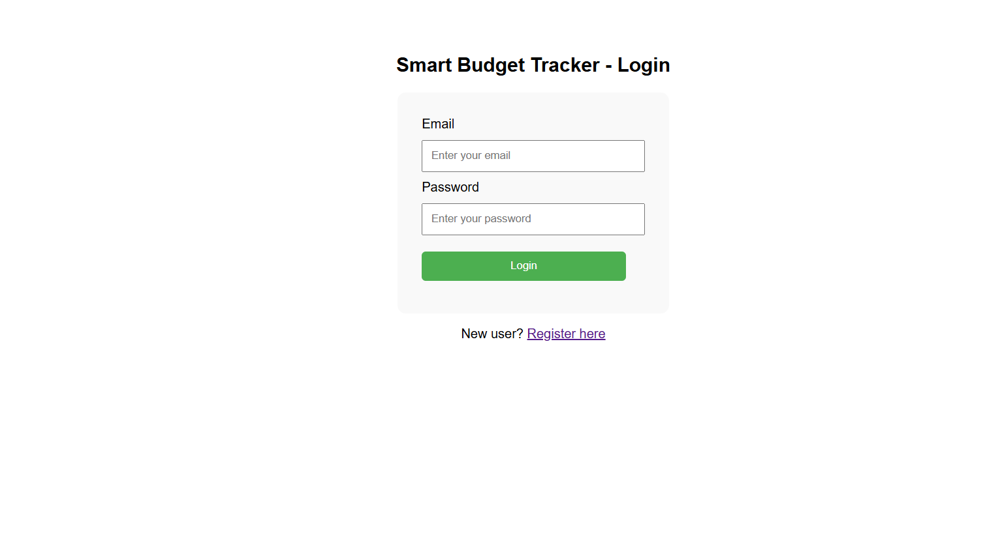 Smart Budget Tracker - Login
Email
Enter your email
Password
Enter your password
Login
New user? Register here